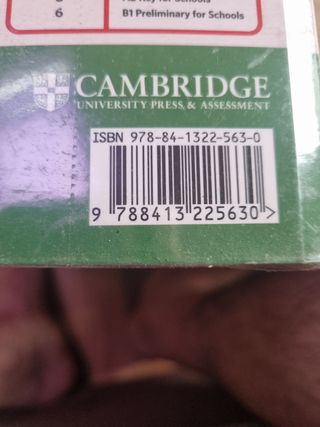 6 B1 Preliminary for Schools
CAMBRIDGE
UNIVERSITY PRESS & ASSESSMENT
ISBN 978-84-1322-563-0
9 788413 225630 >